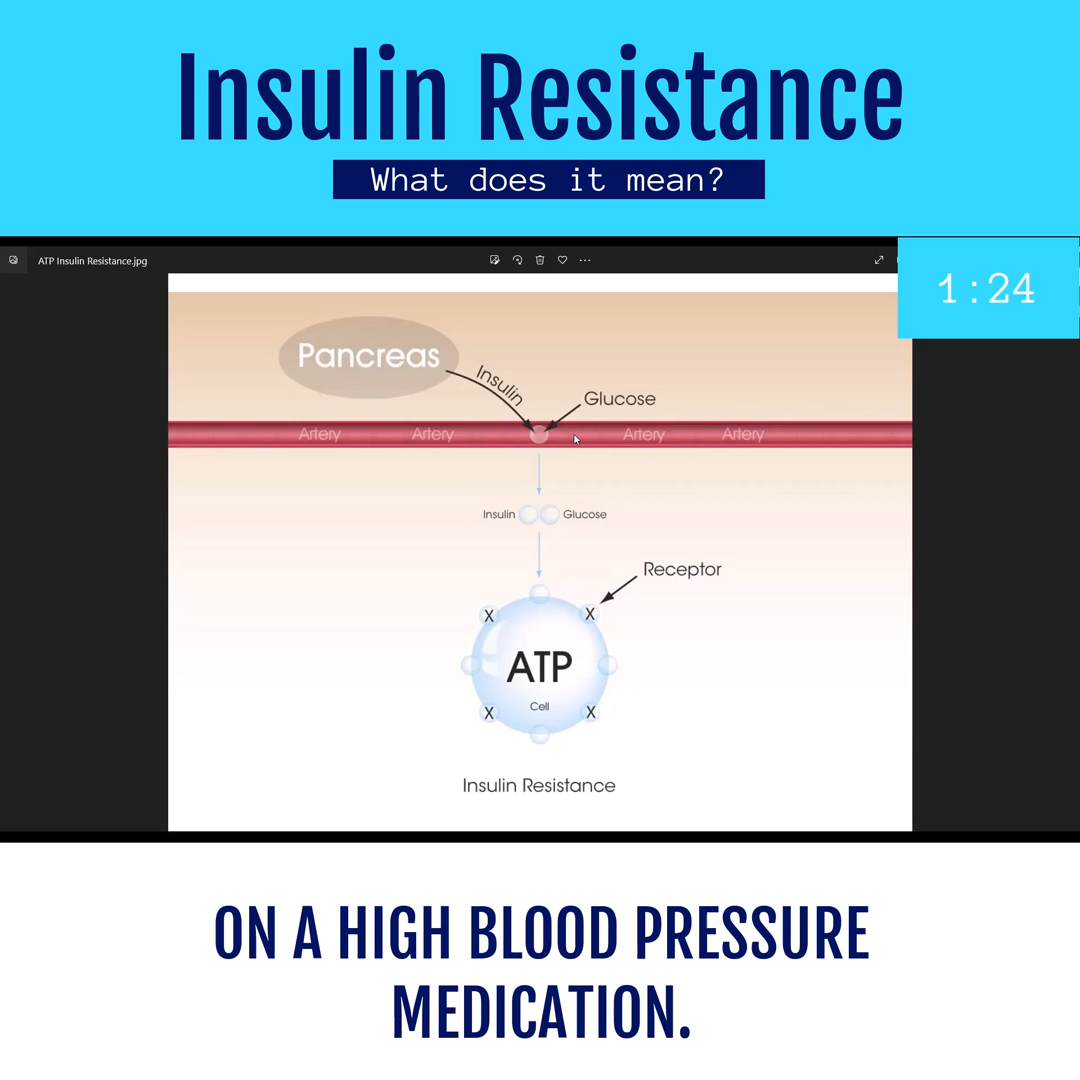 Insulin Resistance
What does it mean?
ATP Insulin Resistance.jpg
1:24
Pancreas
Insulin
Glucose
Artery Artery Artery Artery
Insulin Glucose
Receptor
X X
ATP
Cell
X X
Insulin Resistance
ON A HIGH BLOOD PRESSURE
MEDICATION.